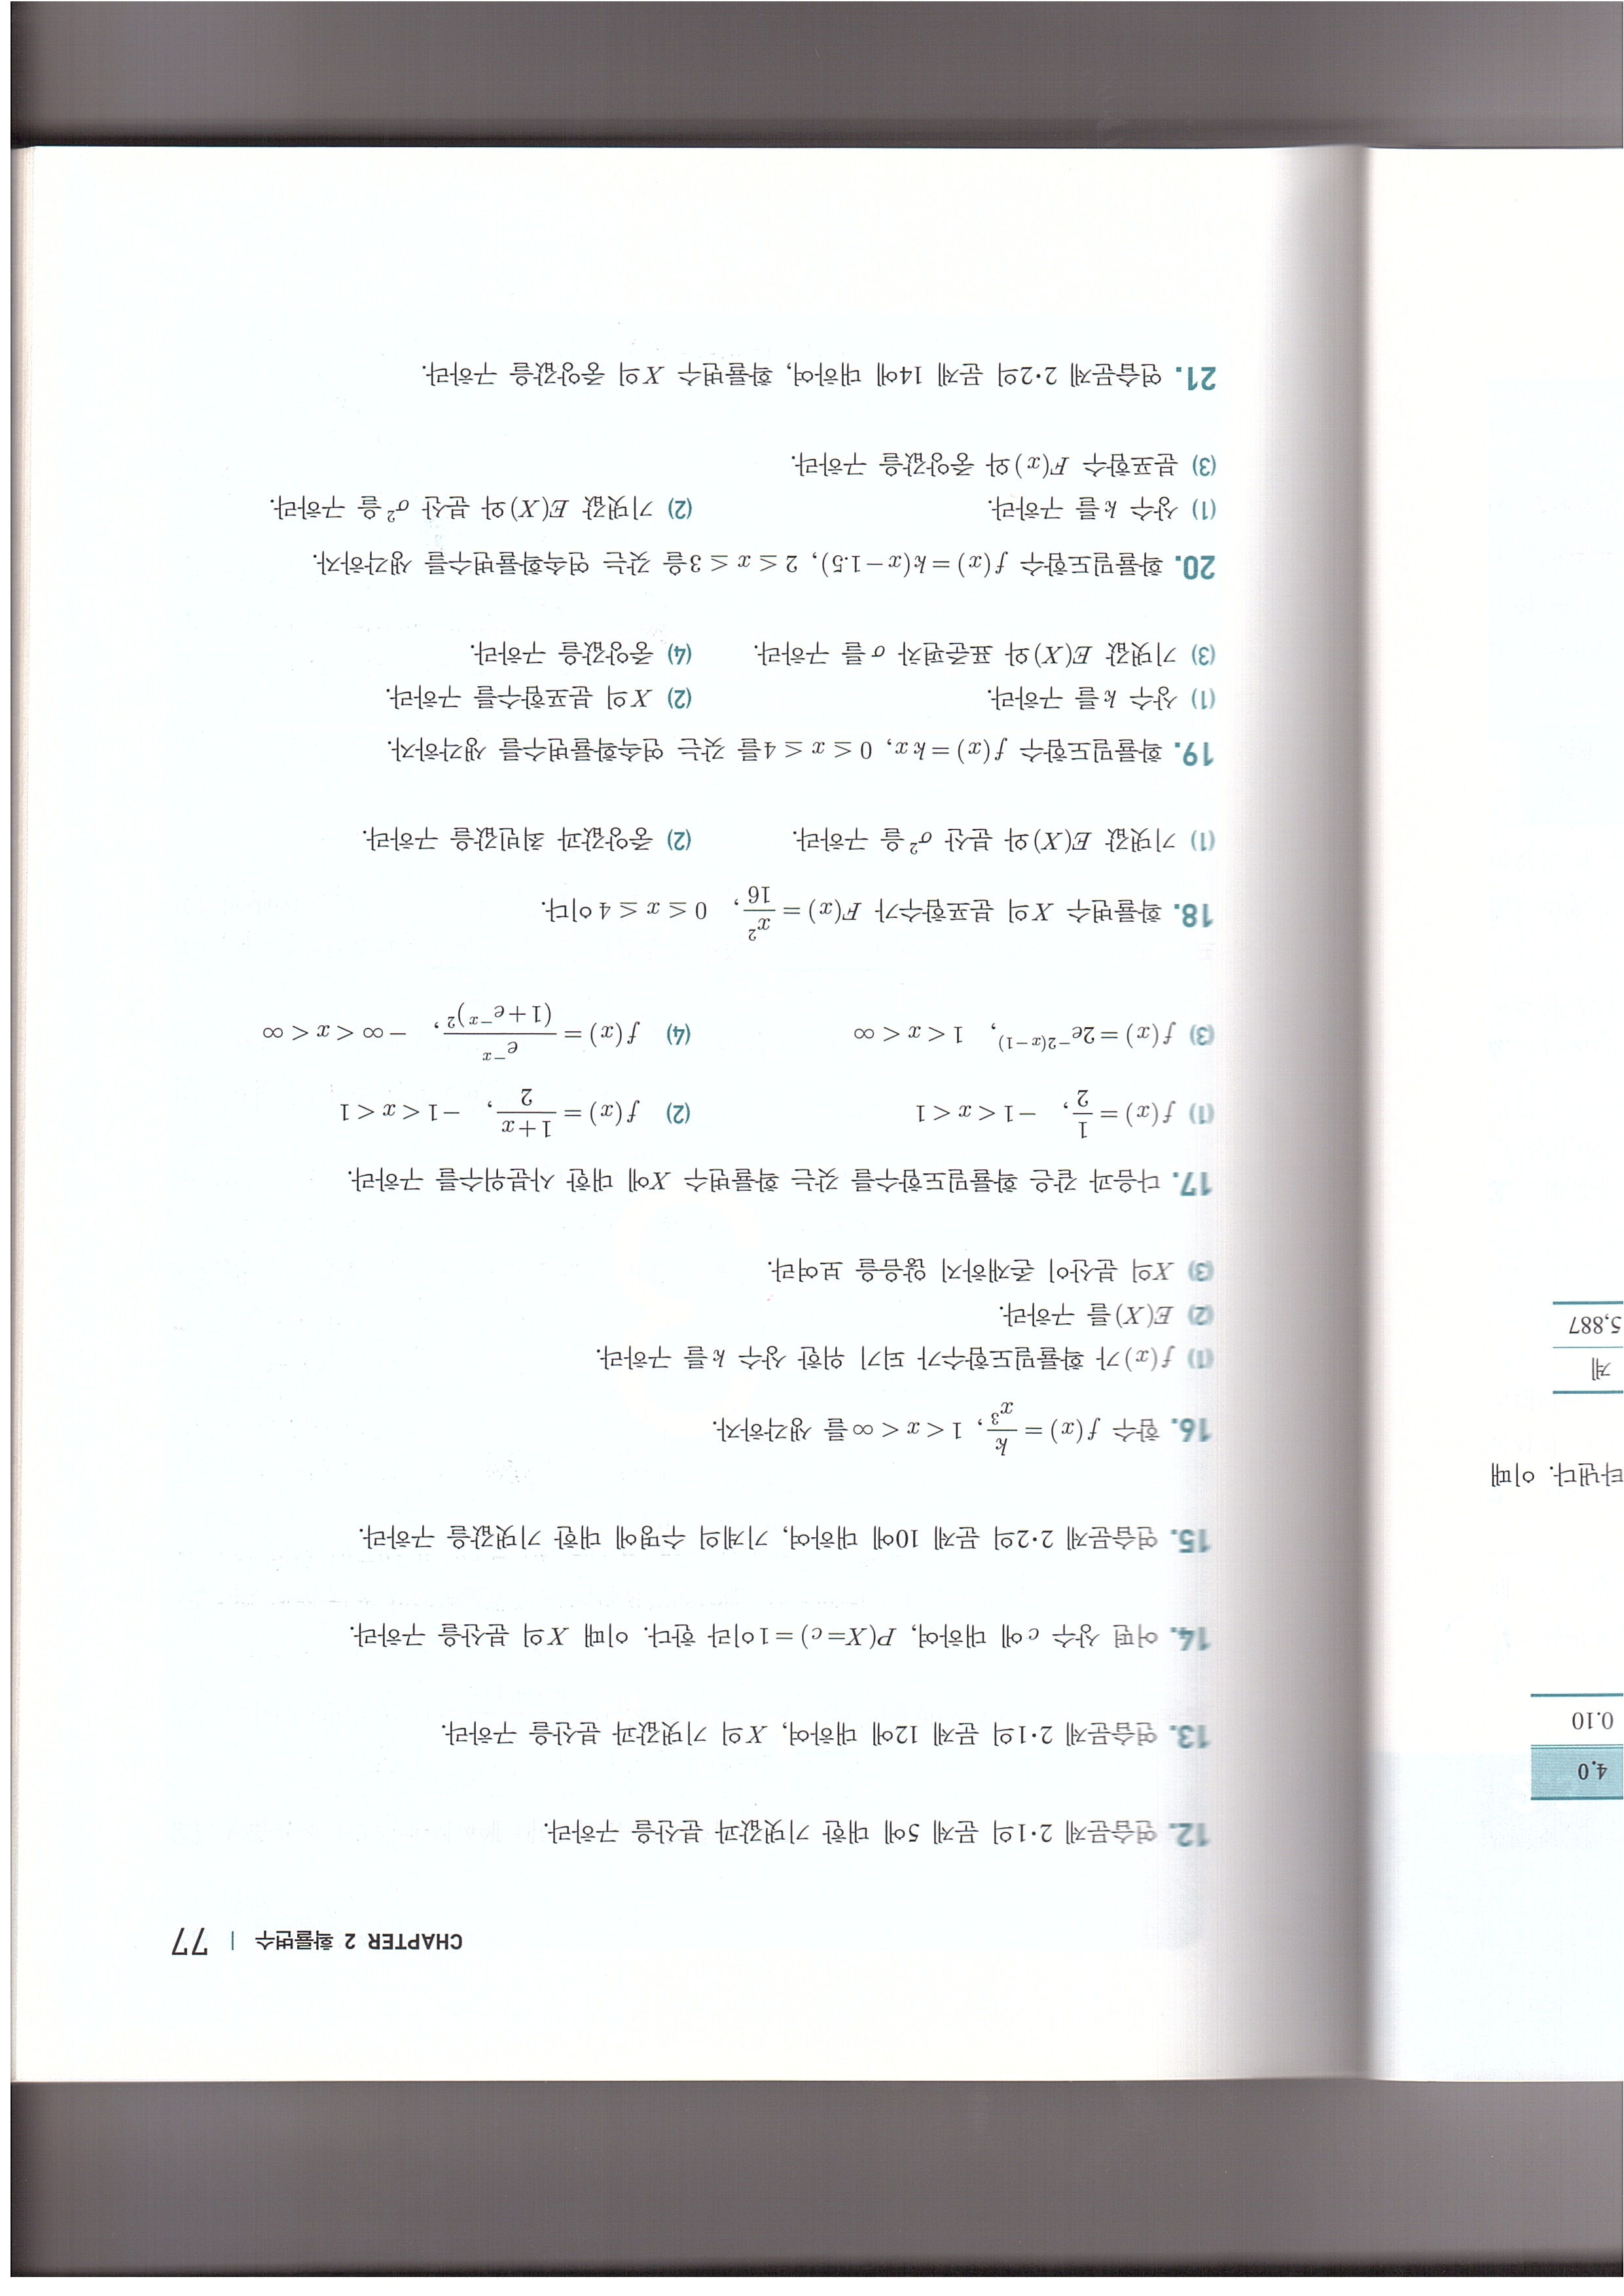 4.0
0.10
타낸다. 이때
계
5,887
CHAPTER 2 확률변수 | 77
12. 연습문제 2·1의 문제 5에 대한 기댓값과 분산을 구하라.
13. 연습문제 2·1의 문제 12에 대하여, X의 기댓값과 분산을 구하라.
14. 어떤 상수 c에 대하여, P(X=c)=1이라 한다. 이때 X의 분산을 구하라.
15. 연습문제 2·2의 문제 10에 대하여, 기계의 수명에 대한 기댓값을 구하라.
16. 함수 f(x)=k/x³, 1<x<∞를 생각하자.
(1) f(x)가 확률밀도함수가 되기 위한 상수 k를 구하라.
(2) E(X)를 구하라.
(3) X의 분산이 존재하지 않음을 보여라.
17. 다음과 같은 확률밀도함수를 갖는 확률변수 X에 대한 사분위수를 구하라.
(1) f(x)=1/2, -1<x<1 (2) f(x)=(1+x)/2, -1<x<1
(3) f(x)=2e^{-2(x-1)}, 1<x<∞ (4) f(x)=e^{-x}/(1+e^{-x})², -∞<x<∞
18. 확률변수 X의 분포함수가 F(x)=x²/16, 0≤x≤4이다.
(1) 기댓값 E(X)와 분산 σ²을 구하라. (2) 중앙값과 최빈값을 구하라.
19. 확률밀도함수 f(x)=kx, 0≤x≤4를 갖는 연속확률변수를 생각하자.
(1) 상수 k를 구하라. (2) X의 분포함수를 구하라.
(3) 기댓값 E(X)와 표준편차 σ를 구하라. (4) 중앙값을 구하라.
20. 확률밀도함수 f(x)=k(x-1.5), 2≤x≤3을 갖는 연속확률변수를 생각하자.
(1) 상수 k를 구하라. (2) 기댓값 E(X)와 분산 σ²을 구하라.
(3) 분포함수 F(x)와 중앙값을 구하라.
21. 연습문제 2·2의 문제 14에 대하여, 확률변수 X의 중앙값을 구하라.